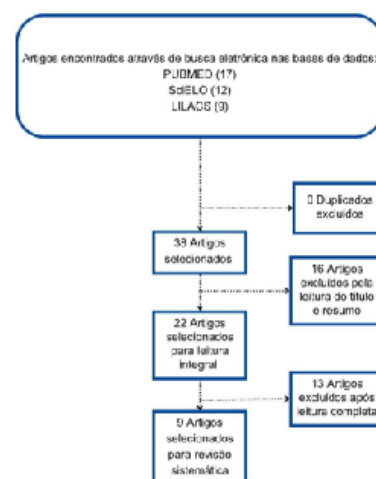 Artigos encontrados através de busca eletrônica nas bases de dados:
PUBMED (17)
SciELO (12)
LILACS (9)
0 Duplicados
excluídos
38 Artigos
selecionados
16 Artigos
excluídos pela
leitura do título
e resumo
22 Artigos
selecionados
para leitura
integral
13 Artigos
excluídos após
leitura completa
9 Artigos
selecionados
para revisão
sistemática